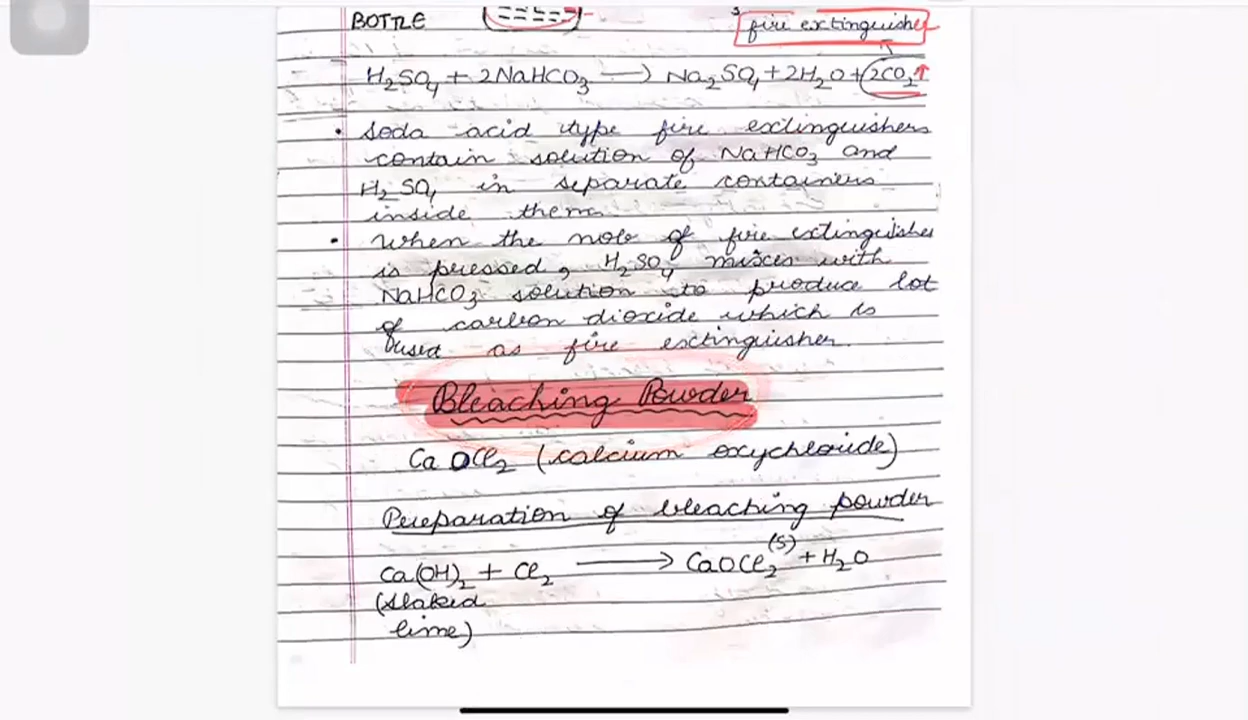 BOTTLE
fire extinguisher
H₂SO₄ + 2NaHCO₃ ⟶ Na₂SO₄ + 2H₂O + 2CO₂↑
• Soda acid type fire extinguishers
contain solution of NaHCO₃ and
H₂SO₄ in separate containers
inside them.
• When the nob of fire extinguisher
is pressed, H₂SO₄ mixes with
NaHCO₃ solution to produce lot
of carbon dioxide which is
used as fire extinguisher.
Bleaching Powder
CaOCl₂ (calcium oxychloride)
Preparation of bleaching powder
Ca(OH)₂ + Cl₂ ⟶ CaOCl₂(s) + H₂O
(slaked
lime)